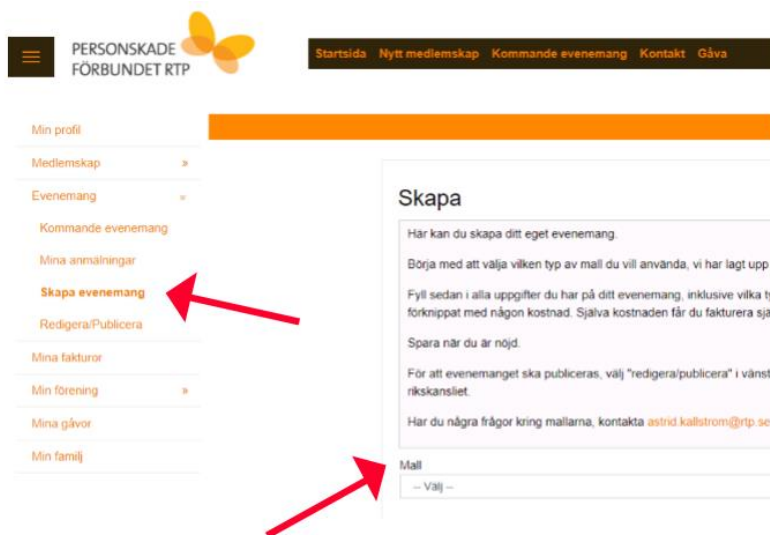 PERSONSKADE
FÖRBUNDET RTP
Startsida Nytt medlemskap Kommande evenemang Kontakt Gåva
Min profil
Medlemskap »
Evenemang
Kommande evenemang
Mina anmälningar
Skapa evenemang
Redigera/Publicera
Mina fakturor
Min förening »
Mina gåvor
Min familj
Skapa
Här kan du skapa ditt eget evenemang.
Börja med att välja vilken typ av mall du vill använda, vi har lagt upp
Fyll sedan i alla uppgifter du har på ditt evenemang, inklusive vilka ty
förknippat med någon kostnad. Själva kostnaden får du fakturera sjä
Spara när du är nöjd.
För att evenemanget ska publiceras, välj "redigera/publicera" i vänst
rikskansliet.
Har du några frågor kring mallarna, kontakta astrid.kallstrom@rtp.se
Mall
-- Välj --